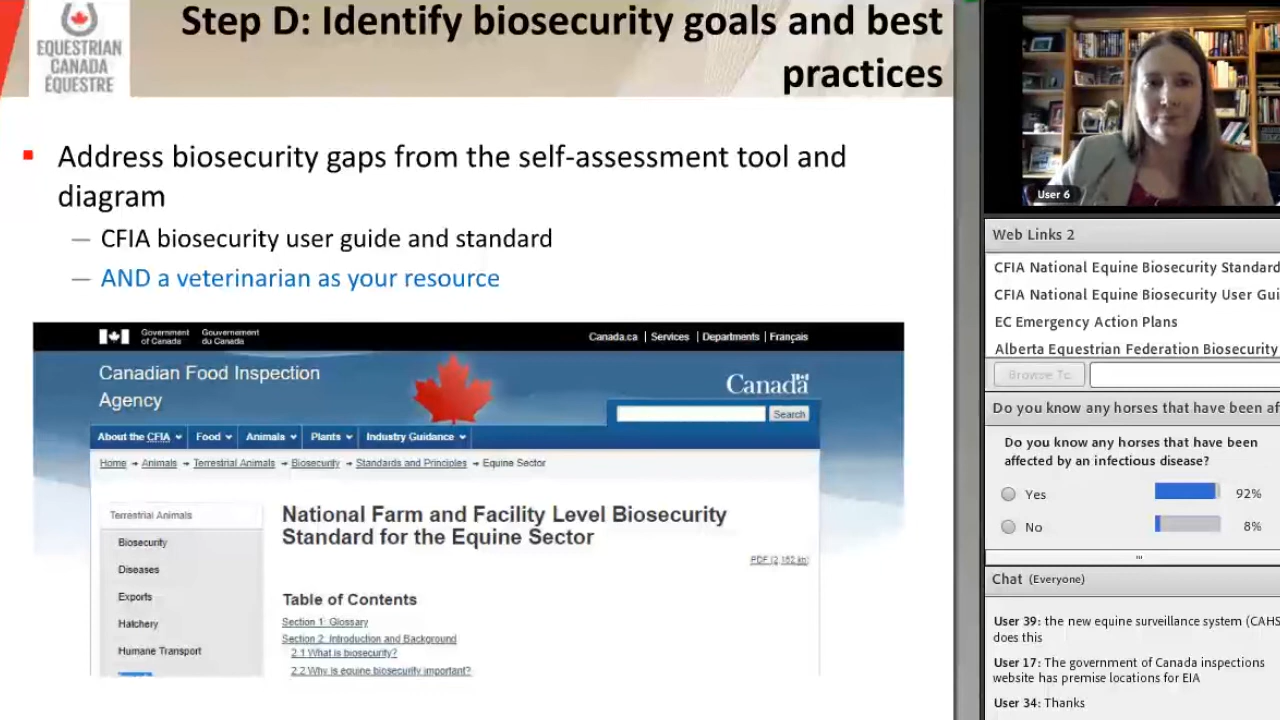 Step D: Identify biosecurity goals and best
practices
EQUESTRIAN
CANADA
ÉQUESTRE
Address biosecurity gaps from the self-assessment tool and
diagram
— CFIA biosecurity user guide and standard
— AND a veterinarian as your resource
Government of Canada
Gouvernement du Canada
Canada.ca | Services | Departments | Français
Canadian Food Inspection
Agency
Canada
Search
About the CFIA Food Animals Plants Industry Guidance
Home → Animals → Terrestrial Animals → Biosecurity → Standards and Principles → Equine Sector
Terrestrial Animals
Biosecurity
Diseases
Exports
Hatchery
Humane Transport
National Farm and Facility Level Biosecurity
Standard for the Equine Sector
PDF (2,182 kb)
Table of Contents
Section 1: Glossary
Section 2: Introduction and Background
2.1 What is biosecurity?
2.2 Why is equine biosecurity important?
User 6
Web Links 2
CFIA National Equine Biosecurity Standard
CFIA National Equine Biosecurity User Gui
EC Emergency Action Plans
Alberta Equestrian Federation Biosecurity
Browse To
Do you know any horses that have been af
Do you know any horses that have been
affected by an infectious disease?
Yes 92%
No 8%
Chat (Everyone)
User 39: the new equine surveillance system (CAHS
does this
User 17: The government of Canada inspections
website has premise locations for EIA
User 34: Thanks